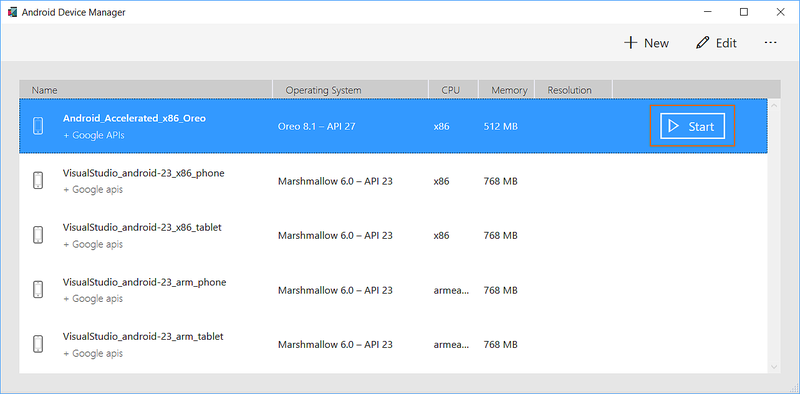 Android Device Manager
New Edit ...
Name Operating System CPU Memory Resolution
Android_Accelerated_x86_Oreo
+ Google APIs
Oreo 8.1 – API 27 x86 512 MB Start
VisualStudio_android-23_x86_phone
+ Google apis
Marshmallow 6.0 – API 23 x86 768 MB
VisualStudio_android-23_x86_tablet
+ Google apis
Marshmallow 6.0 – API 23 x86 768 MB
VisualStudio_android-23_arm_phone
+ Google apis
Marshmallow 6.0 – API 23 armea... 768 MB
VisualStudio_android-23_arm_tablet
+ Google apis
Marshmallow 6.0 – API 23 armea... 768 MB